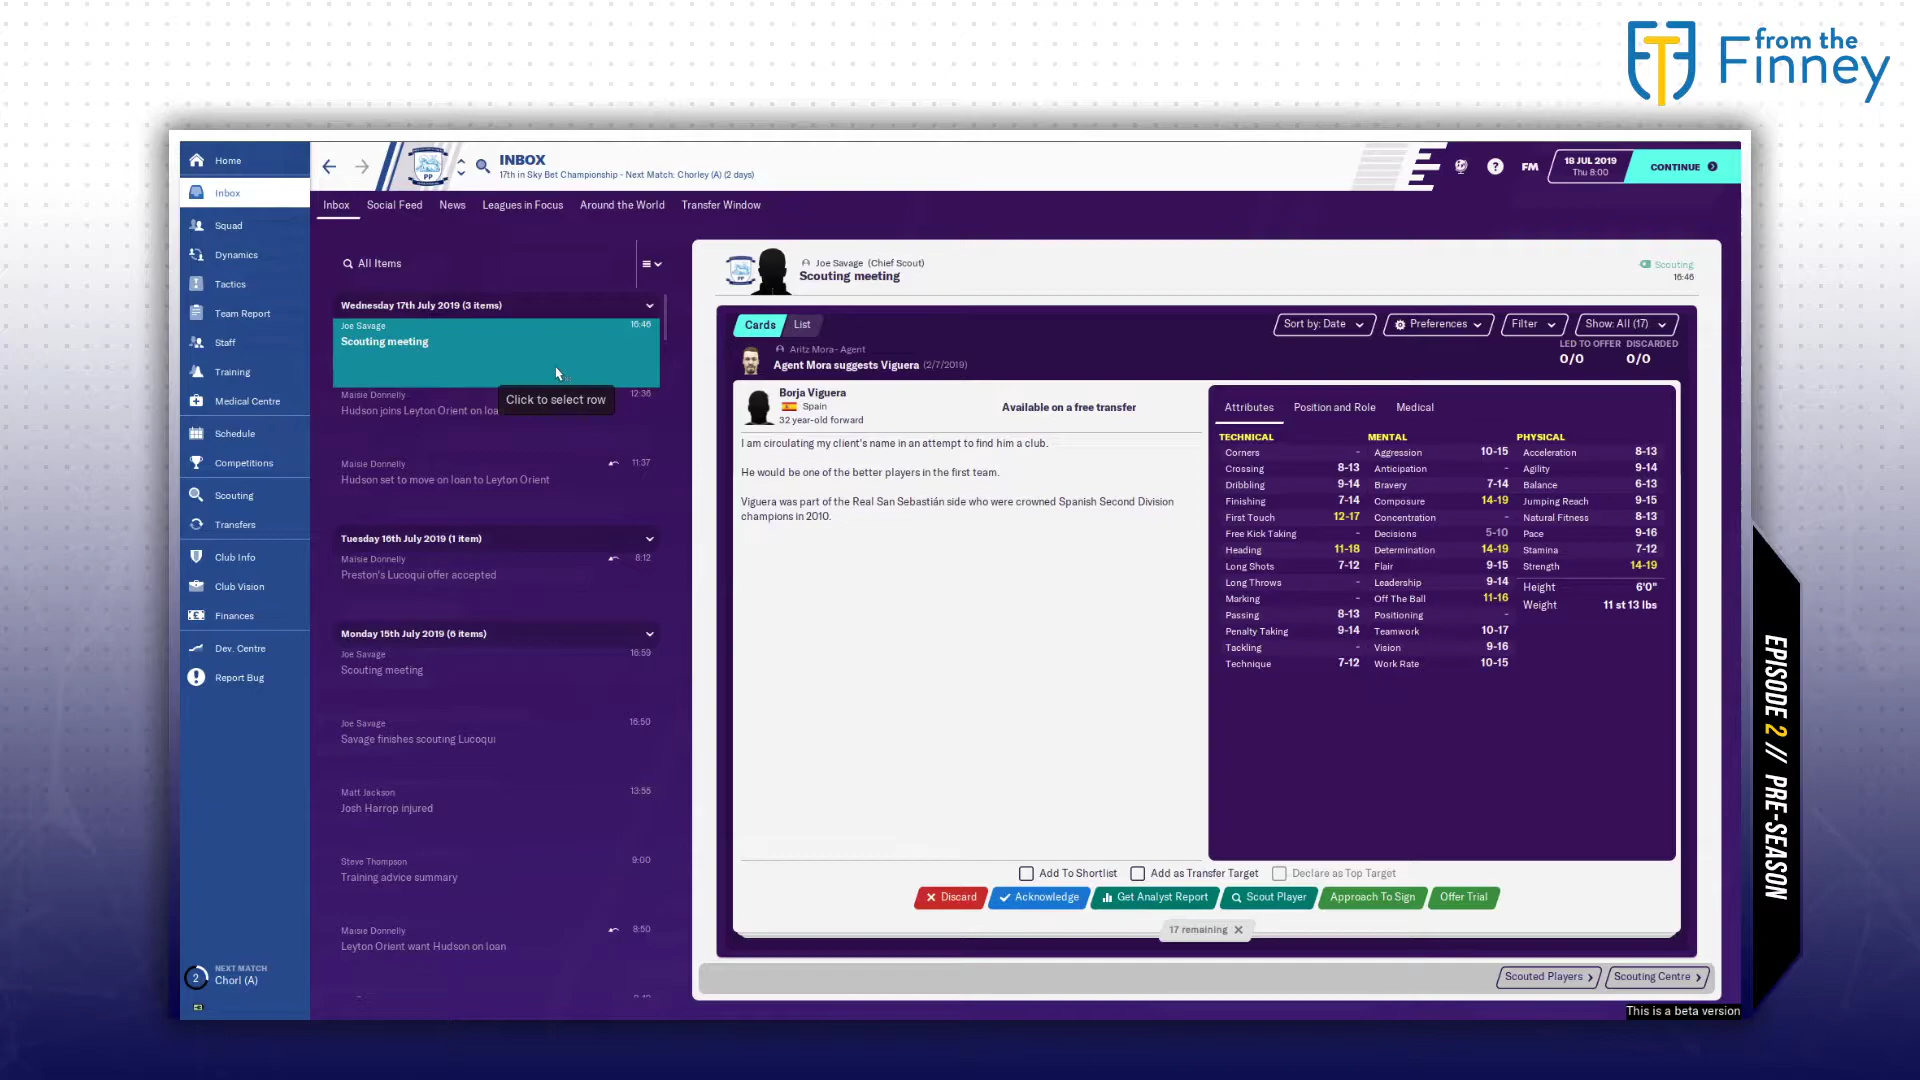 from the
Finney
Home
Inbox
Squad
Dynamics
Tactics
Team Report
Staff
Training
Medical Centre
Schedule
Competitions
Scouting
Transfers
Club Info
Club Vision
Finances
Dev. Centre
Report Bug
2
NEXT MATCH
Chorl (A)
PP
INBOX
17th in Sky Bet Championship - Next Match: Chorley (A) (2 days)
? FM
18 JUL 2019
Thu 8:00
CONTINUE
Inbox Social Feed News Leagues in Focus Around the World Transfer Window
All Items
Wednesday 17th July 2019 (3 items)
Joe Savage 16:46
Scouting meeting
Click to select row
Maisie Donnelly 12:36
Hudson joins Leyton Orient on loa
Maisie Donnelly 11:37
Hudson set to move on loan to Leyton Orient
Tuesday 16th July 2019 (1 item)
Maisie Donnelly 8:12
Preston's Lucoqui offer accepted
Monday 15th July 2019 (6 items)
Joe Savage 16:59
Scouting meeting
Joe Savage 16:50
Savage finishes scouting Lucoqui
Matt Jackson 13:56
Josh Harrop injured
Steve Thompson 9:00
Training advice summary
Maisie Donnelly 8:50
Leyton Orient want Hudson on loan
Joe Savage (Chief Scout)
Scouting meeting
Scouting
16:46
Cards List
Sort by: Date Preferences Filter Show: All (17)
LED TO OFFER DISCARDED
0/0 0/0
Aritz Mora- Agent
Agent Mora suggests Viguera (2/7/2019)
Borja Viguera
Spain
32 year-old forward
Available on a free transfer
I am circulating my client's name in an attempt to find him a club.
He would be one of the better players in the first team.
Viguera was part of the Real San Sebastián side who were crowned Spanish Second Division
champions in 2010.
Attributes Position and Role Medical
TECHNICAL MENTAL PHYSICAL
Corners - Aggression 10-15 Acceleration 8-13
Crossing 8-13 Anticipation - Agility 9-14
Dribbling 9-14 Bravery 7-14 Balance 6-13
Finishing 7-14 Composure 14-19 Jumping Reach 9-15
First Touch 12-17 Concentration - Natural Fitness 8-13
Free Kick Taking - Decisions 5-10 Pace 9-16
Heading 11-18 Determination 14-19 Stamina 7-12
Long Shots 7-12 Flair 9-15 Strength 14-19
Long Throws - Leadership 9-14 Height 6'0"
Marking - Off The Ball 11-16 Weight 11 st 13 lbs
Passing 8-13 Positioning -
Penalty Taking 9-14 Teamwork 10-17
Tackling - Vision 9-16
Technique 7-12 Work Rate 10-15
Add To Shortlist Add as Transfer Target Declare as Top Target
Discard Acknowledge Get Analyst Report Scout Player Approach To Sign Offer Trial
17 remaining
Scouted Players Scouting Centre
This is a beta version
EPISODE 2 // PRE-SEASON